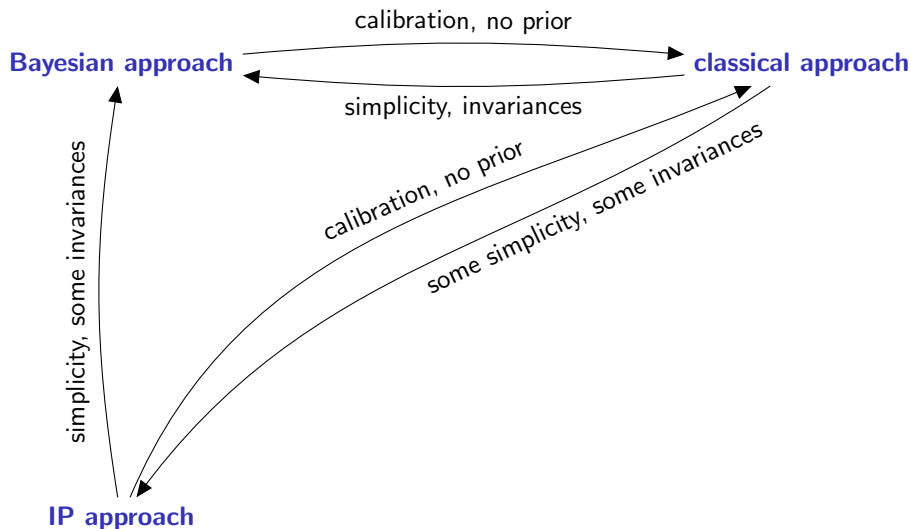 calibration, no prior
Bayesian approach
classical approach
simplicity, invariances
calibration, no prior
some simplicity, some invariances
simplicity, some invariances
IP approach